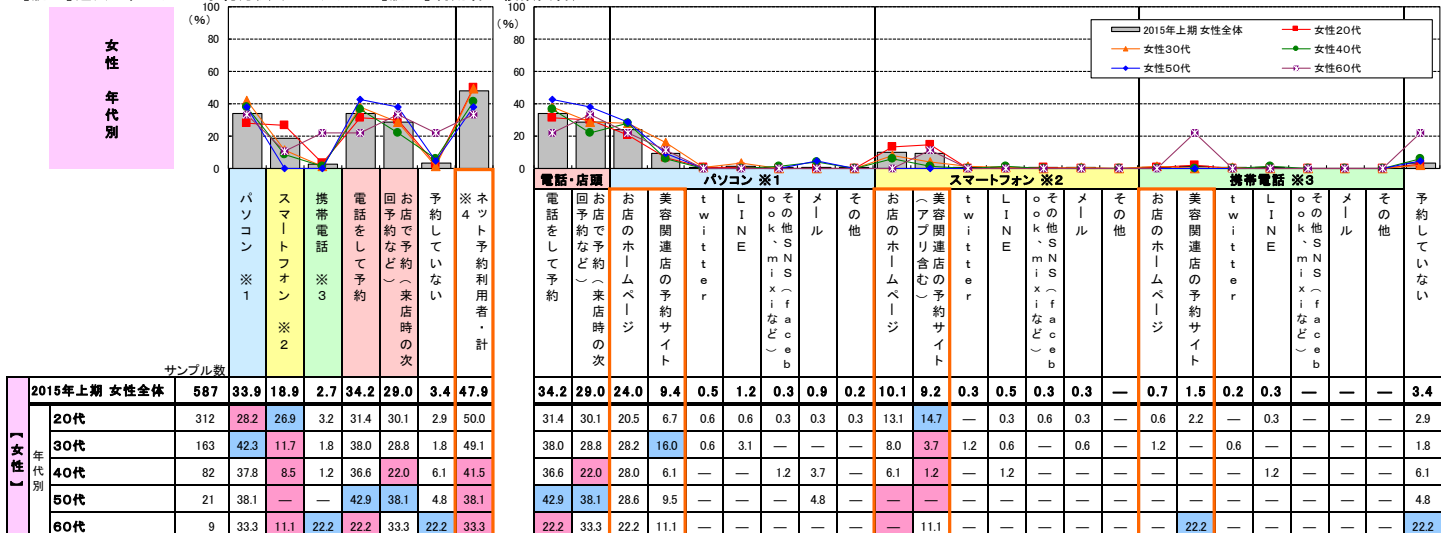 女性 年代別
(%)
100
80
60
40
20
0
(%)
100
80
60
40
20
0
2015年上期 女性全体
女性20代
女性30代
女性40代
女性50代
女性60代
パソコン ※1
スマートフォン ※2
携帯電話 ※3
電話をして予約
お店で予約(来店時の次回予約など)
予約していない
ネット予約利用者・計 ※4
電話・店頭
パソコン ※1
スマートフォン ※2
携帯電話 ※3
電話をして予約
お店で予約(来店時の次回予約など)
お店のホームページ
美容関連店の予約サイト
twitter
LINE
その他SNS(facebook、mixiなど)
メール
その他
お店のホームページ
美容関連店の予約サイト(アプリ含む)
twitter
LINE
その他SNS(facebook、mixiなど)
メール
その他
お店のホームページ
美容関連店の予約サイト
twitter
LINE
その他SNS(facebook、mixiなど)
メール
その他
予約していない
サンプル数
2015年上期 女性全体 587 33.9 18.9 2.7 34.2 29.0 3.4 47.9 34.2 29.0 24.0 9.4 0.5 1.2 0.3 0.9 0.2 10.1 9.2 0.3 0.5 0.3 0.3 — 0.7 1.5 0.2 0.3 — — — 3.4
【女性】
年代別
20代 312 28.2 26.9 3.2 31.4 30.1 2.9 50.0 31.4 30.1 20.5 6.7 0.6 0.6 0.3 0.3 0.3 13.1 14.7 — 0.3 0.6 0.3 — 0.6 2.2 — 0.3 — — — 2.9
30代 163 42.3 11.7 1.8 38.0 28.8 1.8 49.1 38.0 28.8 28.2 16.0 0.6 3.1 — — — 8.0 3.7 1.2 0.6 — 0.6 — 1.2 — 0.6 — — — — 1.8
40代 82 37.8 8.5 1.2 36.6 22.0 6.1 41.5 36.6 22.0 28.0 6.1 — — 1.2 3.7 — 6.1 1.2 — 1.2 — — — — — — 1.2 — — — 6.1
50代 21 38.1 — — 42.9 38.1 4.8 38.1 42.9 38.1 28.6 9.5 — — — 4.8 — — — — — — — — — — — — — — — 4.8
60代 9 33.3 11.1 22.2 22.2 33.3 22.2 33.3 22.2 33.3 22.2 11.1 — — — — — — 11.1 — — — — — — 22.2 — — — — — 22.2